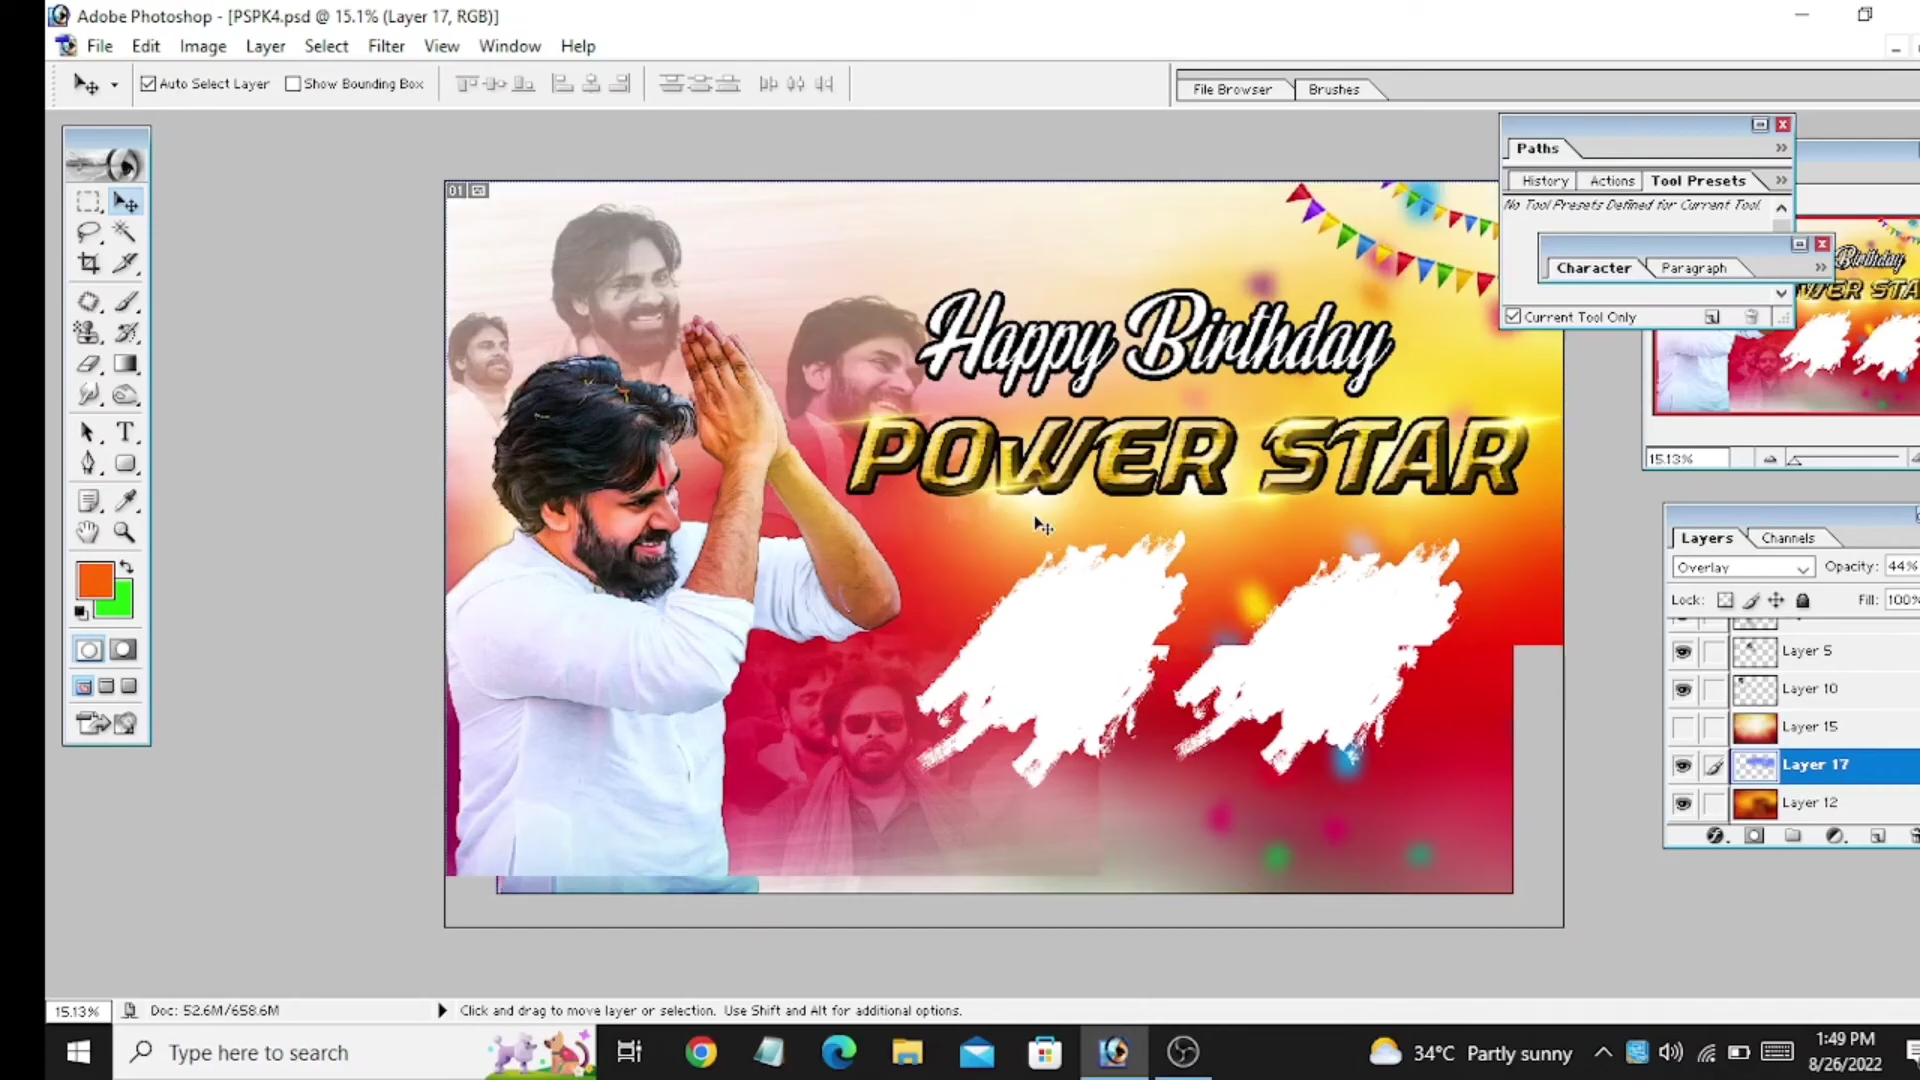 Adobe Photoshop - [PSPK4.psd @ 15.1% (Layer 17, RGB)]
File Edit Image Layer Select Filter View Window Help
Auto Select Layer Show Bounding Box
File Browser Brushes
Paths
History Actions Tool Presets
No Tool Presets Defined for Current Tool.
Character Paragraph
Current Tool Only
01
Happy Birthday
POWER STAR
Birthday
15.13%
Layers Channels
Overlay Opacity: 44%
Lock: Fill: 100%
Layer 5
Layer 10
Layer 15
Layer 17
Layer 12
15.13% Doc: 52.6M/658.6M Click and drag to move layer or selection. Use Shift and Alt for additional options.
Type here to search
34°C Partly sunny
1:49 PM
8/26/2022